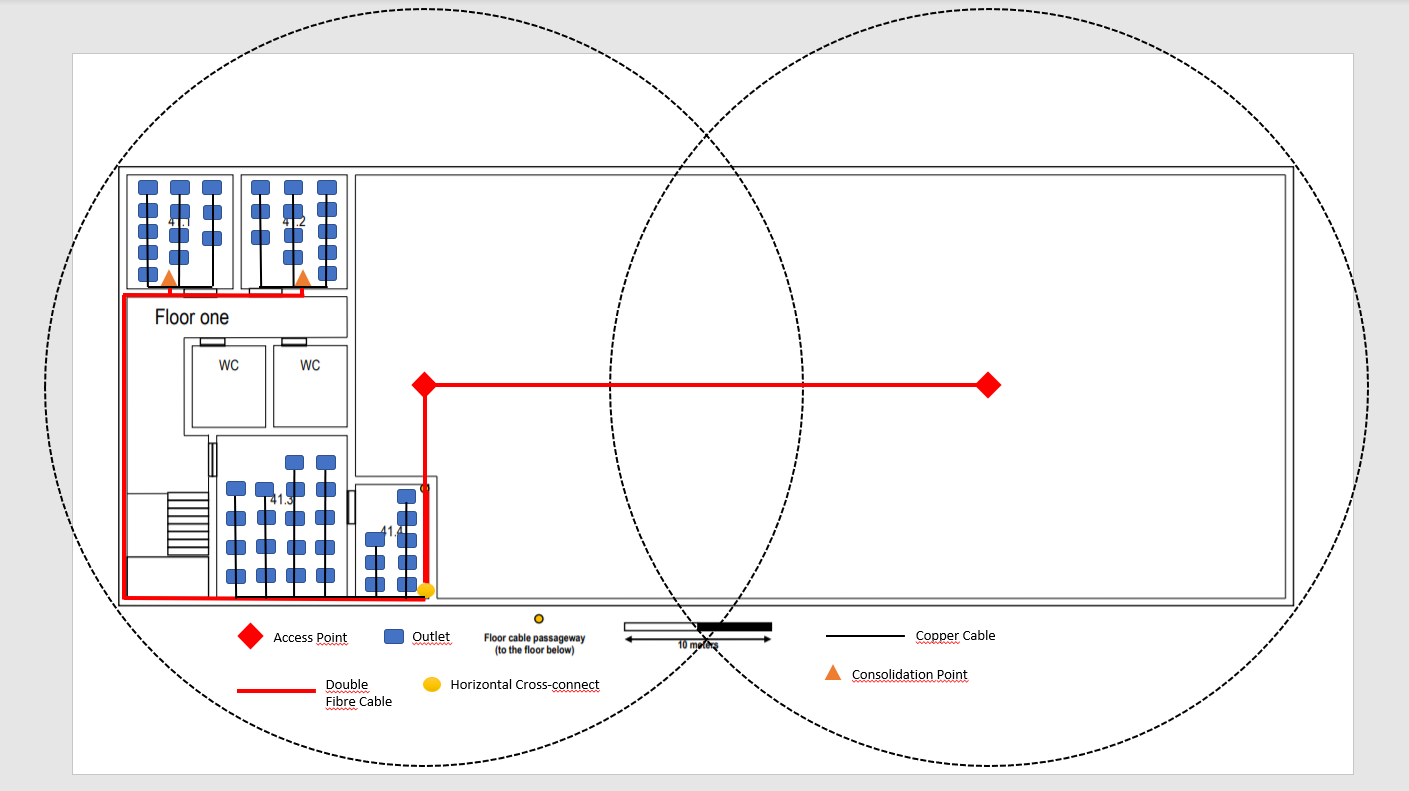 41.1
41.2
Floor one
WC
WC
41.3
41.4
Access Point
Outlet
Floor cable passageway
(to the floor below)
10 meters
Copper Cable
Consolidation Point
Double
Fibre Cable
Horizontal Cross-connect